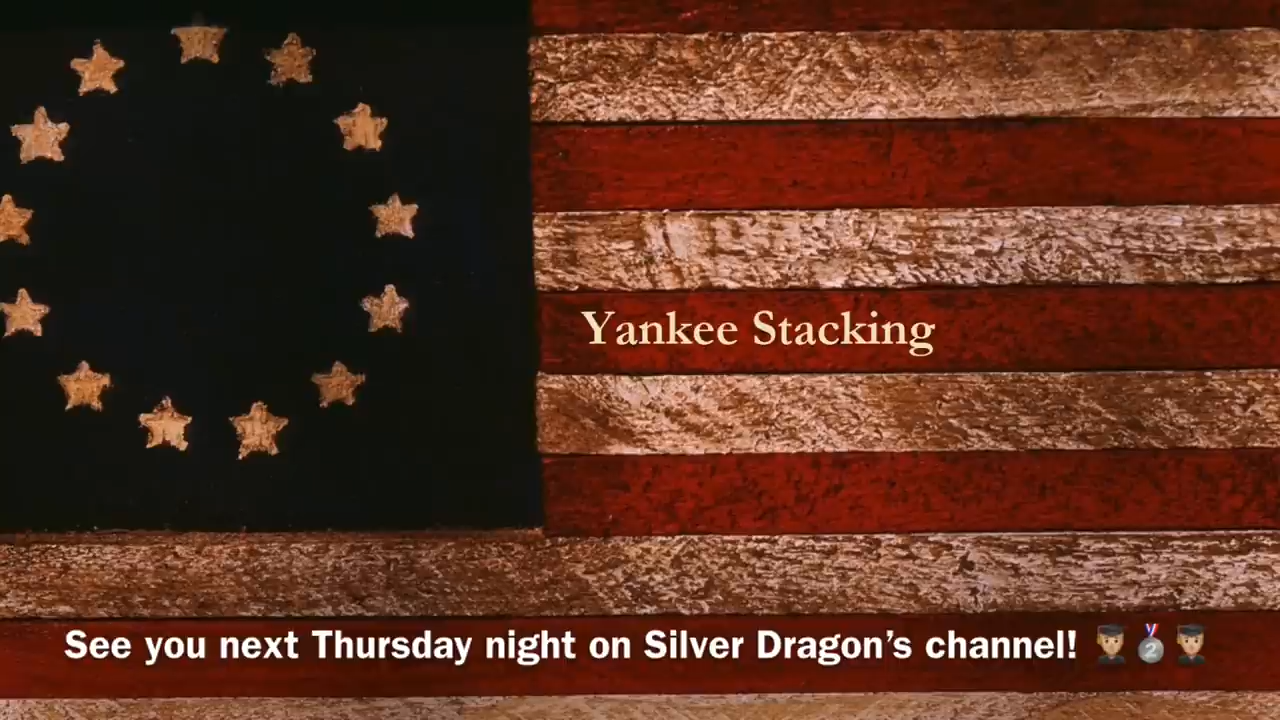 Yankee Stacking
See you next Thursday night on Silver Dragon's channel! 👨🏼‍🎓🥈👨🏼‍🎓